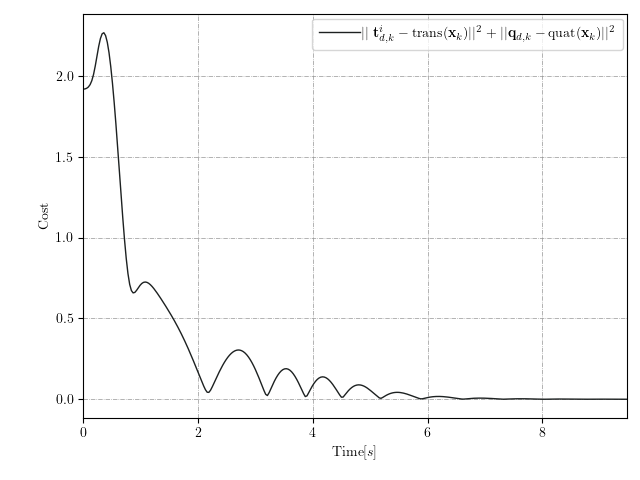 || t^i_{d,k} − trans(x_k)||^2 + ||q_{d,k} − quat(x_k)||^2
2.0
1.5
1.0
0.5
0.0
Cost
0 2 4 6 8
Time[s]